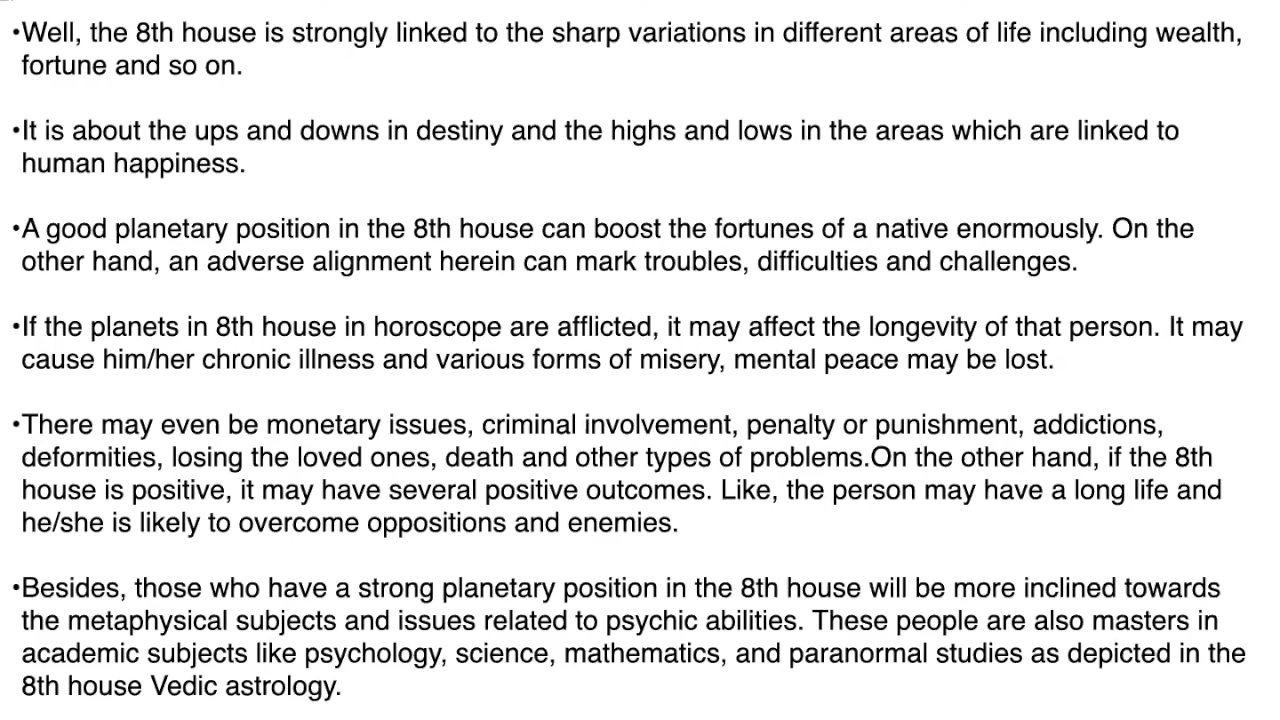 •Well, the 8th house is strongly linked to the sharp variations in different areas of life including wealth,
fortune and so on.
•It is about the ups and downs in destiny and the highs and lows in the areas which are linked to
human happiness.
•A good planetary position in the 8th house can boost the fortunes of a native enormously. On the
other hand, an adverse alignment herein can mark troubles, difficulties and challenges.
•If the planets in 8th house in horoscope are afflicted, it may affect the longevity of that person. It may
cause him/her chronic illness and various forms of misery, mental peace may be lost.
•There may even be monetary issues, criminal involvement, penalty or punishment, addictions,
deformities, losing the loved ones, death and other types of problems.On the other hand, if the 8th
house is positive, it may have several positive outcomes. Like, the person may have a long life and
he/she is likely to overcome oppositions and enemies.
•Besides, those who have a strong planetary position in the 8th house will be more inclined towards
the metaphysical subjects and issues related to psychic abilities. These people are also masters in
academic subjects like psychology, science, mathematics, and paranormal studies as depicted in the
8th house Vedic astrology.